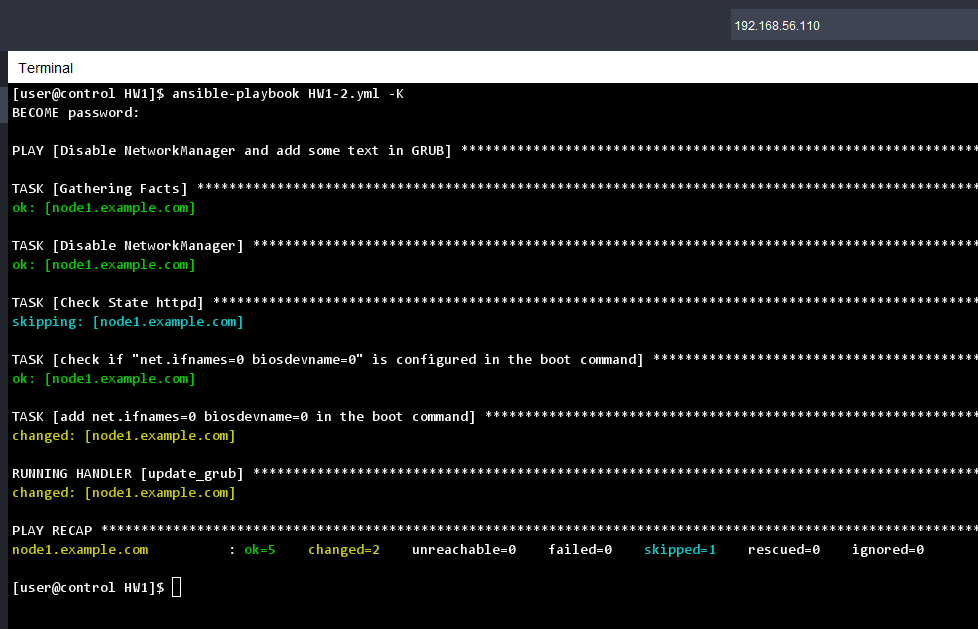 192.168.56.110
Terminal
[user@control HW1]$ ansible-playbook HW1-2.yml -K
BECOME password:
PLAY [Disable NetworkManager and add some text in GRUB] *****************************************************************
TASK [Gathering Facts] **************************************************************************************************
ok: [node1.example.com]
TASK [Disable NetworkManager] *******************************************************************************************
ok: [node1.example.com]
TASK [Check State httpd] ************************************************************************************************
skipping: [node1.example.com]
TASK [check if "net.ifnames=0 biosdevname=0" is configured in the boot command] *****************************************
ok: [node1.example.com]
TASK [add net.ifnames=0 biosdevname=0 in the boot command] **************************************************************
changed: [node1.example.com]
RUNNING HANDLER [update_grub] *******************************************************************************************
changed: [node1.example.com]
PLAY RECAP **************************************************************************************************************
node1.example.com          : ok=5    changed=2    unreachable=0    failed=0    skipped=1    rescued=0    ignored=0
[user@control HW1]$